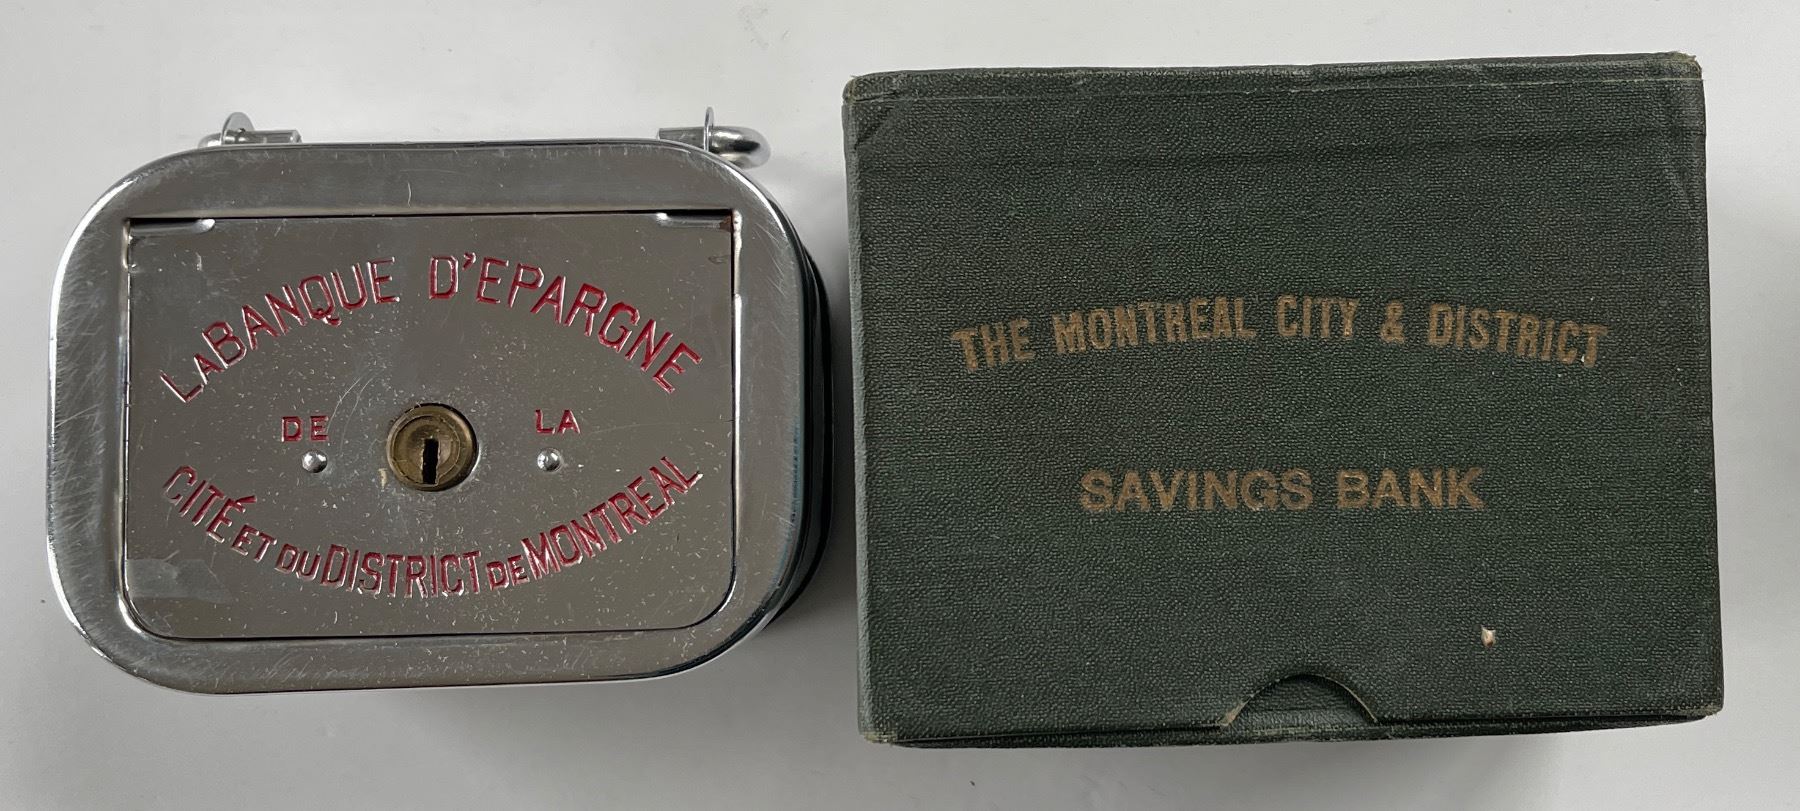 LA BANQUE D'EPARGNE
DE LA
CITÉ ET DU DISTRICT DE MONTREAL
THE MONTREAL CITY & DISTRICT
SAVINGS BANK